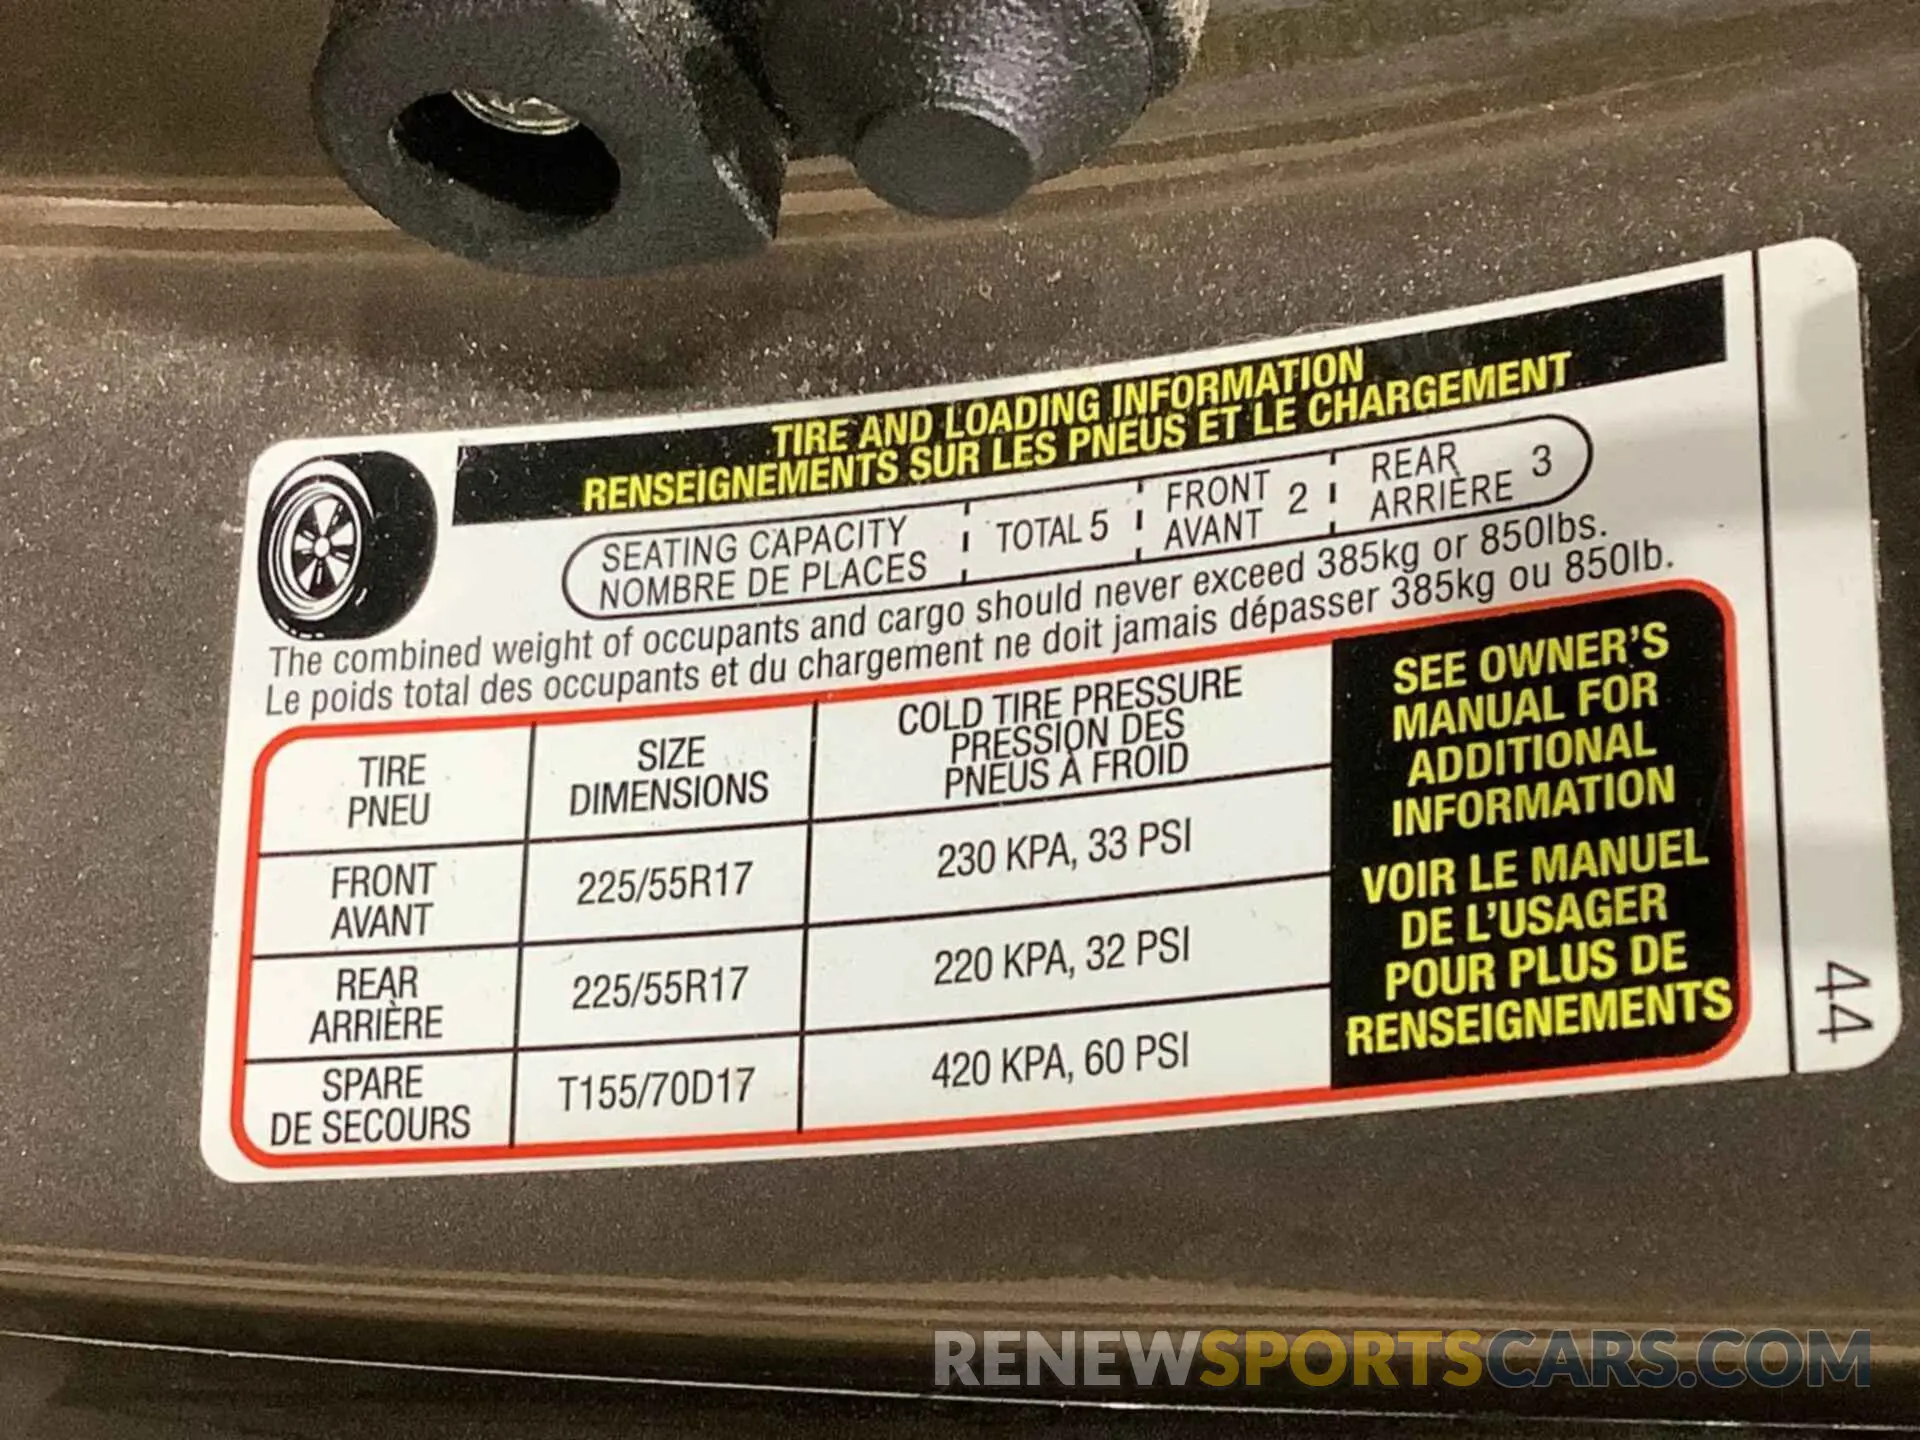 TIRE AND LOADING INFORMATION
RENSEIGNEMENTS SUR LES PNEUS ET LE CHARGEMENT
SEATING CAPACITY
NOMBRE DE PLACES
TOTAL 5
FRONT
AVANT
2
REAR
ARRIÈRE
3
The combined weight of occupants and cargo should never exceed 385kg or 850lbs.
Le poids total des occupants et du chargement ne doit jamais dépasser 385kg ou 850lb.
TIRE
PNEU
SIZE
DIMENSIONS
COLD TIRE PRESSURE
PRESSION DES
PNEUS À FROID
FRONT
AVANT
225/55R17
230 KPA, 33 PSI
REAR
ARRIÈRE
225/55R17
220 KPA, 32 PSI
SPARE
DE SECOURS
T155/70D17
420 KPA, 60 PSI
SEE OWNER'S
MANUAL FOR
ADDITIONAL
INFORMATION
VOIR LE MANUEL
DE L'USAGER
POUR PLUS DE
RENSEIGNEMENTS
44
RENEWSPORTSCARS.COM